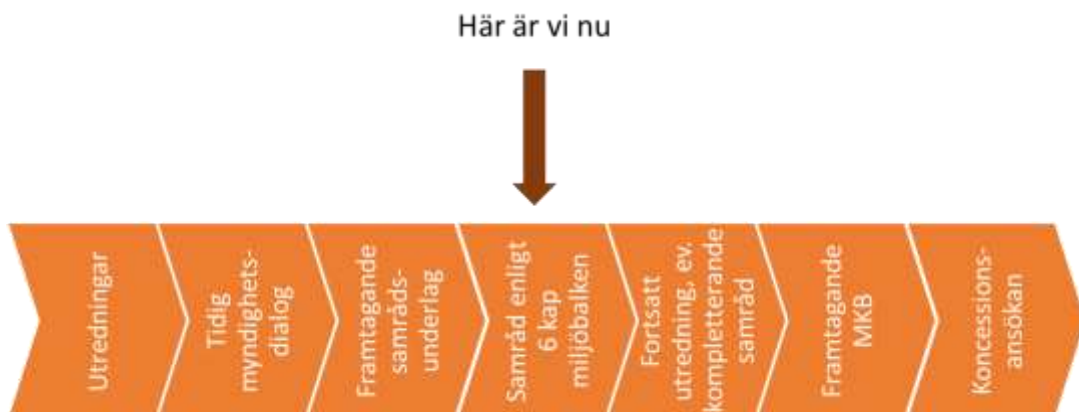 Här är vi nu
Utredningar
Tidig
myndighets-
dialog
Framtagande
samråds-
underlag
Samråd enligt
6 kap
miljöbalken
Fortsatt
utredning, ev.
kompletterande
samråd
Framtagande
MKB
Koncessions-
ansökan